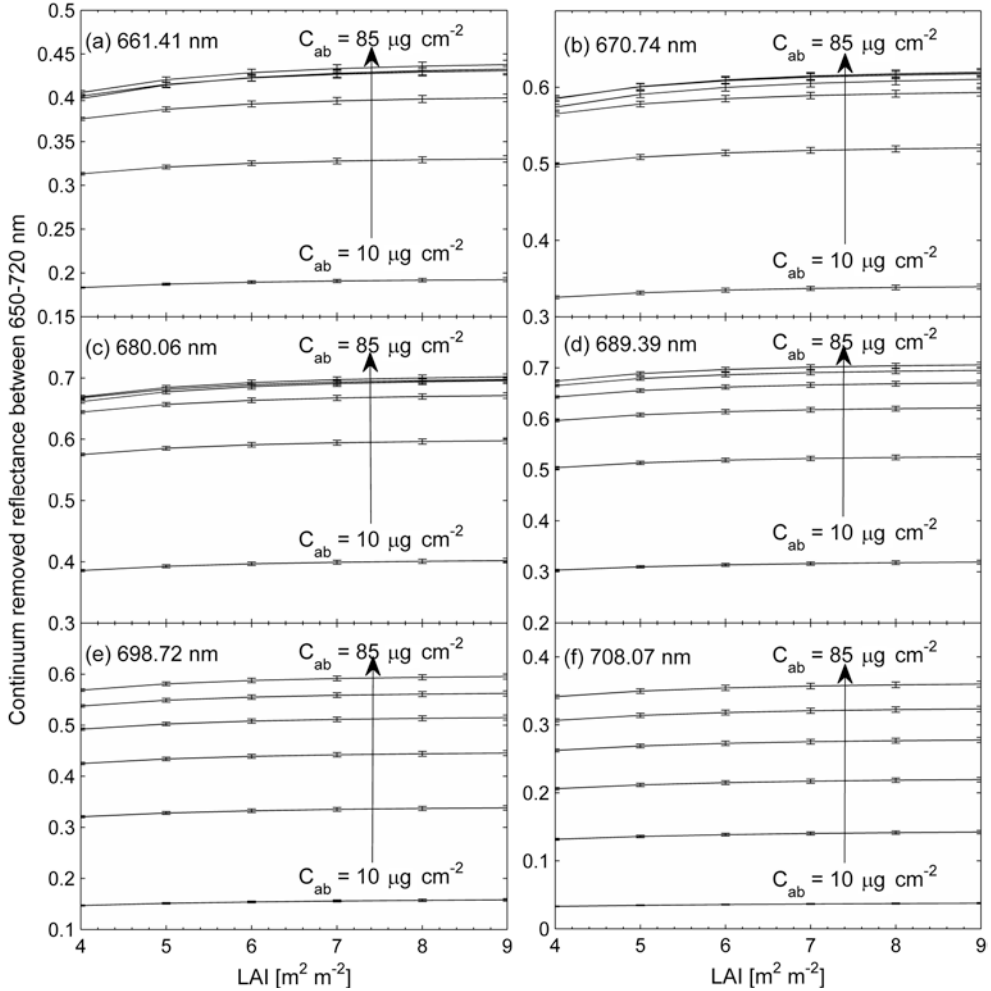 Continuum removed reflectance between 650-720 nm
(a) 661.41 nm
C_ab = 85 μg cm⁻²
C_ab = 10 μg cm⁻²
0.5
0.45
0.4
0.35
0.3
0.25
0.2
0.15
(b) 670.74 nm
C_ab = 85 μg cm⁻²
C_ab = 10 μg cm⁻²
0.6
0.5
0.4
0.3
(c) 680.06 nm
C_ab = 85 μg cm⁻²
C_ab = 10 μg cm⁻²
0.7
0.6
0.5
0.4
0.3
(d) 689.39 nm
C_ab = 85 μg cm⁻²
C_ab = 10 μg cm⁻²
0.7
0.6
0.5
0.4
0.3
0.2
(e) 698.72 nm
C_ab = 85 μg cm⁻²
C_ab = 10 μg cm⁻²
0.6
0.5
0.4
0.3
0.2
0.1
4 5 6 7 8 9
LAI [m² m⁻²]
(f) 708.07 nm
C_ab = 85 μg cm⁻²
C_ab = 10 μg cm⁻²
0.4
0.3
0.2
0.1
0
4 5 6 7 8 9
LAI [m² m⁻²]